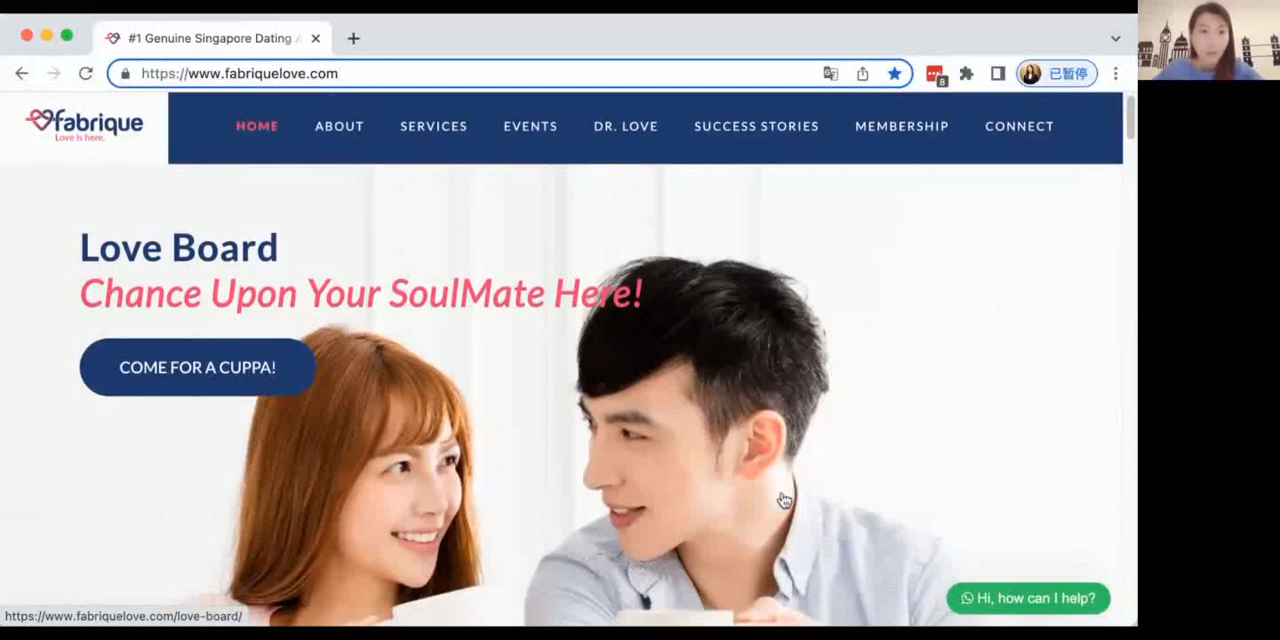 #1 Genuine Singapore Dating A
https://www.fabriquelove.com
8
已暂停
fabrique
Love is here.
HOME
ABOUT
SERVICES
EVENTS
DR. LOVE
SUCCESS STORIES
MEMBERSHIP
CONNECT
Love Board
Chance Upon Your SoulMate Here!
COME FOR A CUPPA!
Hi, how can I help?
https://www.fabriquelove.com/love-board/